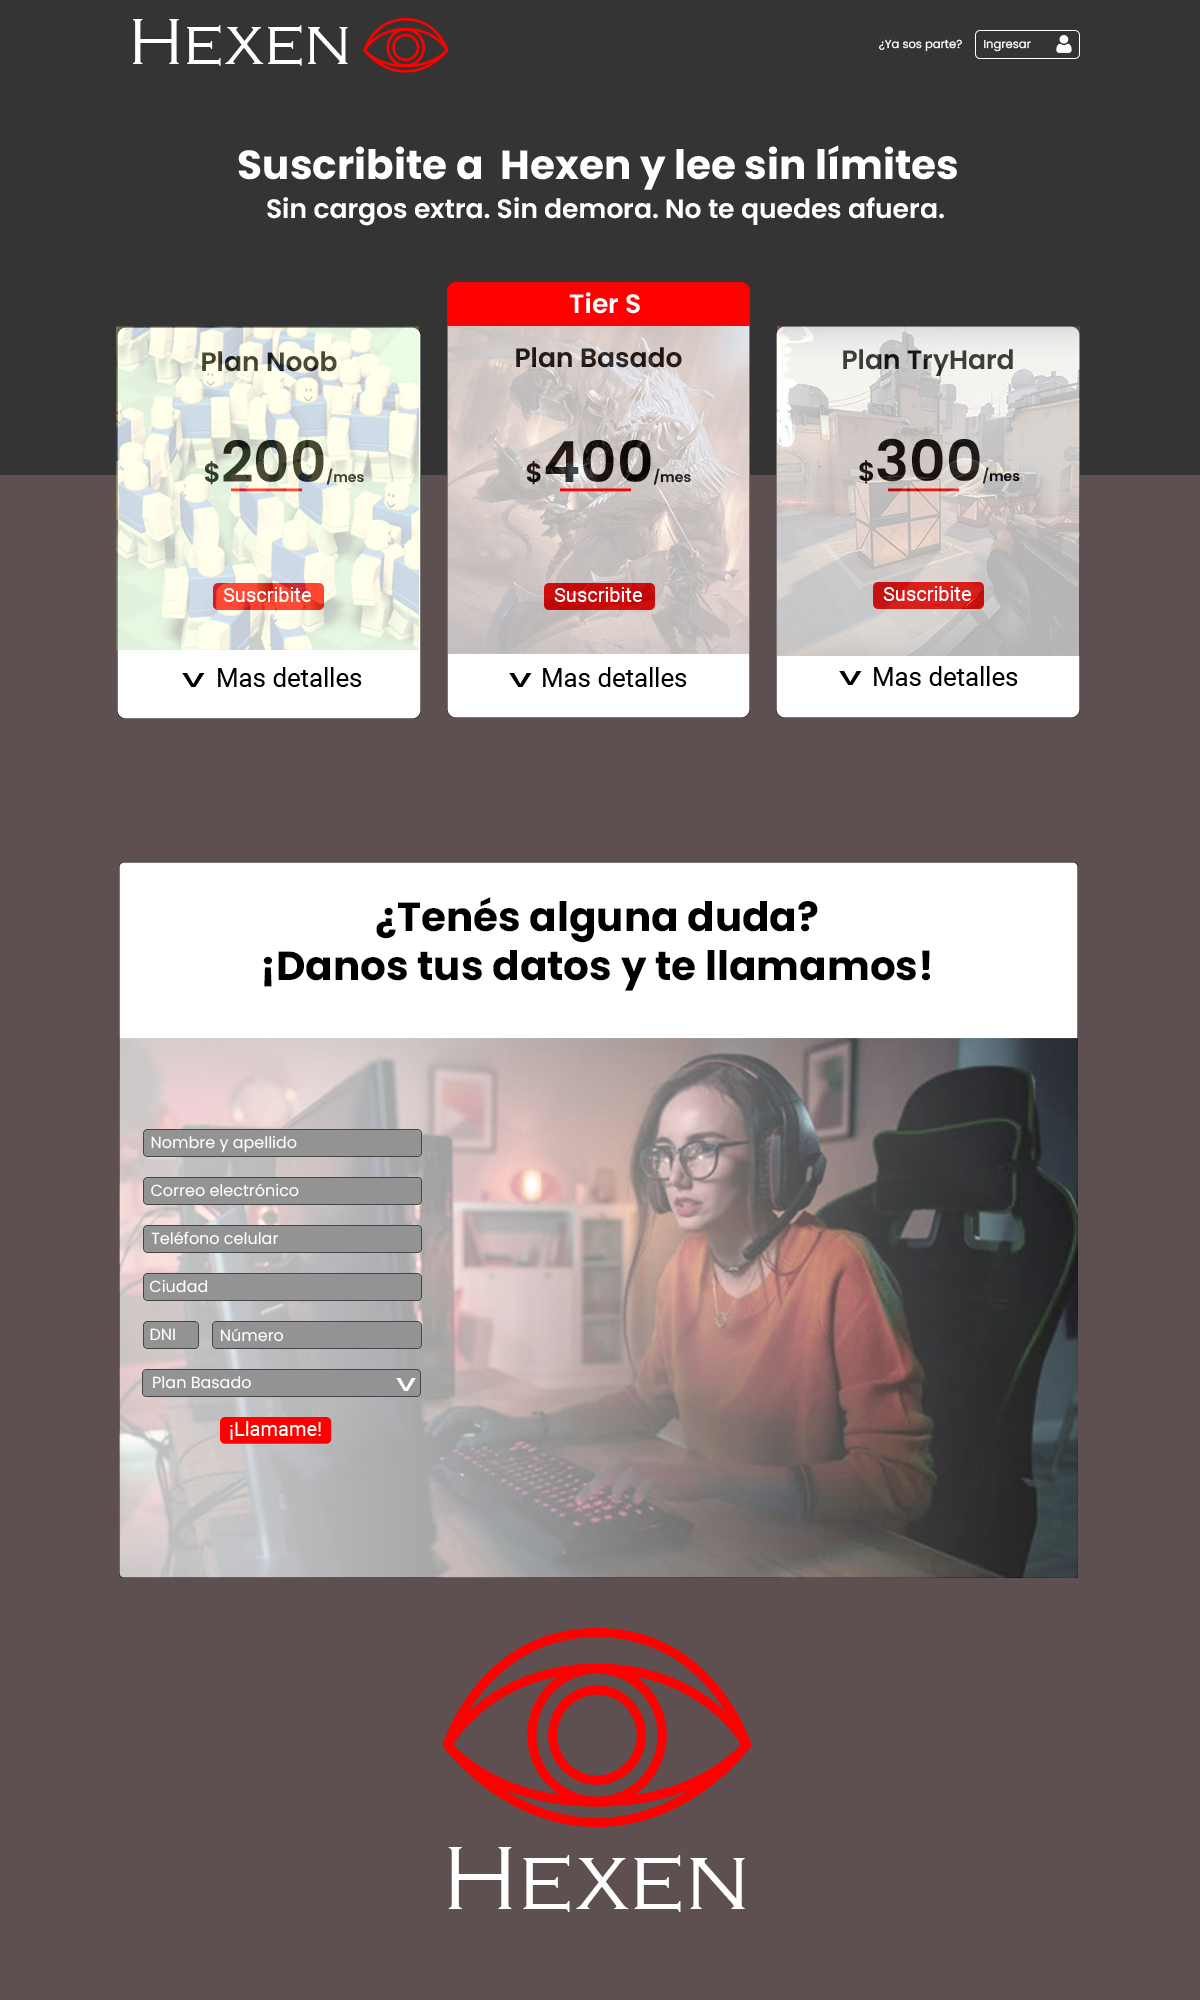 HEXEN
¿Ya sos parte?
Ingresar
Suscribite a Hexen y lee sin límites
Sin cargos extra. Sin demora. No te quedes afuera.
Tier S
Plan Noob
$200/mes
Suscribite
Mas detalles
Plan Basado
$400/mes
Suscribite
Mas detalles
Plan TryHard
$300/mes
Suscribite
Mas detalles
¿Tenés alguna duda?
¡Danos tus datos y te llamamos!
Nombre y apellido
Correo electrónico
Teléfono celular
Ciudad
DNI Número
Plan Basado
¡Llamame!
HEXEN